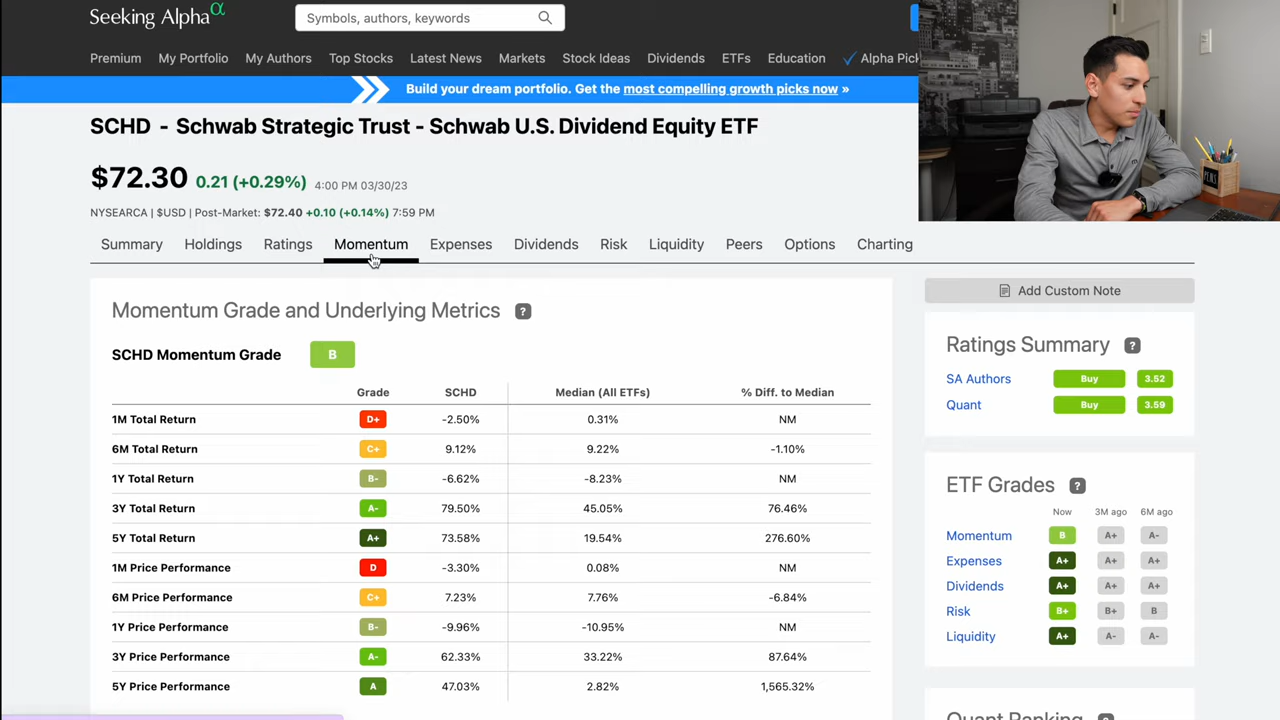 Seeking Alpha α
Symbols, authors, keywords
Premium My Portfolio My Authors Top Stocks Latest News Markets Stock Ideas Dividends ETFs Education Alpha
Build your dream portfolio. Get the most compelling growth picks now »
SCHD - Schwab Strategic Trust - Schwab U.S. Dividend Equity ETF
$72.30 0.21 (+0.29%) 4:00 PM 03/30/23
NYSEARCA | $USD | Post-Market: $72.40 +0.10 (+0.14%) 7:59 PM
PENS
Summary Holdings Ratings Momentum Expenses Dividends Risk Liquidity Peers Options Charting
Momentum Grade and Underlying Metrics ?
SCHD Momentum Grade B
Grade SCHD Median (All ETFs) % Diff. to Median
1M Total Return D+ -2.50% 0.31% NM
6M Total Return C+ 9.12% 9.22% -1.10%
1Y Total Return B- -6.62% -8.23% NM
3Y Total Return A- 79.50% 45.05% 76.46%
5Y Total Return A+ 73.58% 19.54% 276.60%
1M Price Performance D -3.30% 0.08% NM
6M Price Performance C+ 7.23% 7.76% -6.84%
1Y Price Performance B- -9.96% -10.95% NM
3Y Price Performance A- 62.33% 33.22% 87.64%
5Y Price Performance A 47.03% 2.82% 1,565.32%
Add Custom Note
Ratings Summary ?
SA Authors Buy 3.52
Quant Buy 3.59
ETF Grades ?
Now 3M ago 6M ago
Momentum B A+ A-
Expenses A+ A+ A+
Dividends A+ A+ A+
Risk B+ B+ B
Liquidity A+ A- A-
Quant Ranking ?